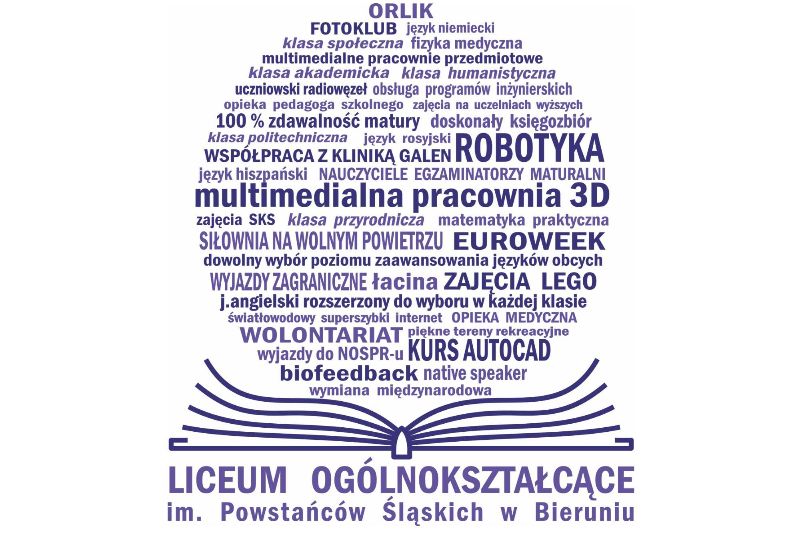 ORLIK
FOTOKLUB język niemiecki
klasa społeczna fizyka medyczna
multimedialne pracownie przedmiotowe
klasa akademicka klasa humanistyczna
uczniowski radiowęzeł obsługa programów inżynierskich
opieka pedagoga szkolnego zajęcia na uczelniach wyższych
100 % zdawalność matury doskonały księgozbiór
klasa politechniczna język rosyjski ROBOTYKA
WSPÓŁPRACA Z KLINIKĄ GALEN
język hiszpański NAUCZYCIELE EGZAMINATORZY MATURALNI
multimedialna pracownia 3D
zajęcia SKS klasa przyrodnicza matematyka praktyczna
SIŁOWNIA NA WOLNYM POWIETRZU EUROWEEK
dowolny wybór poziomu zaawansowania języków obcych
WYJAZDY ZAGRANICZNE łacina ZAJĘCIA LEGO
j.angielski rozszerzony do wyboru w każdej klasie
światłowodowy superszybki internet OPIEKA MEDYCZNA
WOLONTARIAT piękne tereny rekreacyjne
wyjazdy do NOSPR-u KURS AUTOCAD
biofeedback native speaker
wymiana międzynarodowa
LICEUM OGÓLNOKSZTAŁCĄCE
im. Powstańców Śląskich w Bieruniu